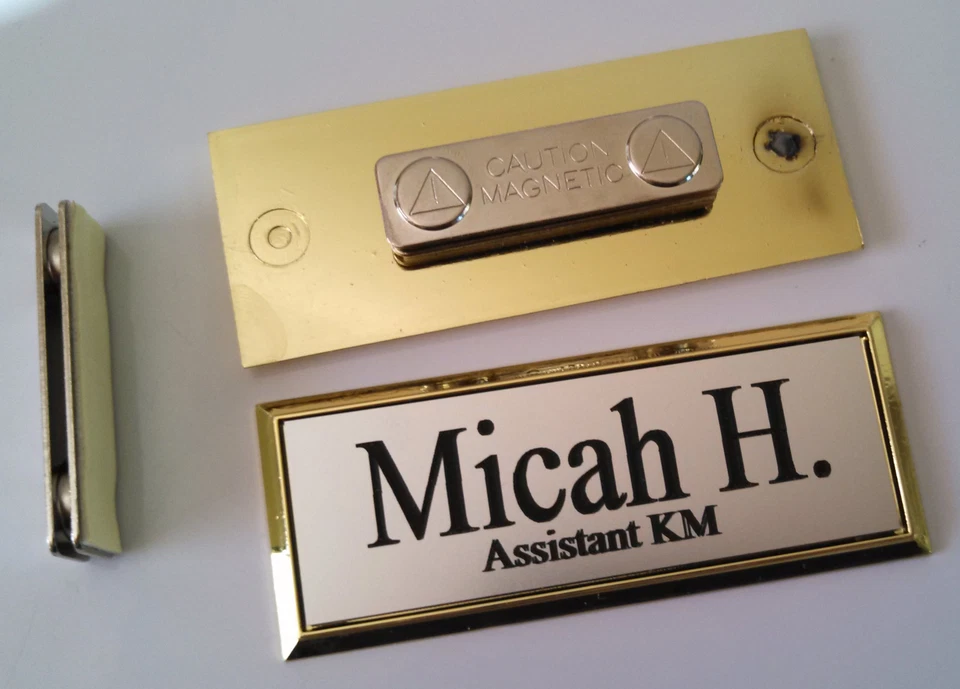 CAUTION
MAGNETIC
Micah H.
Assistant KM